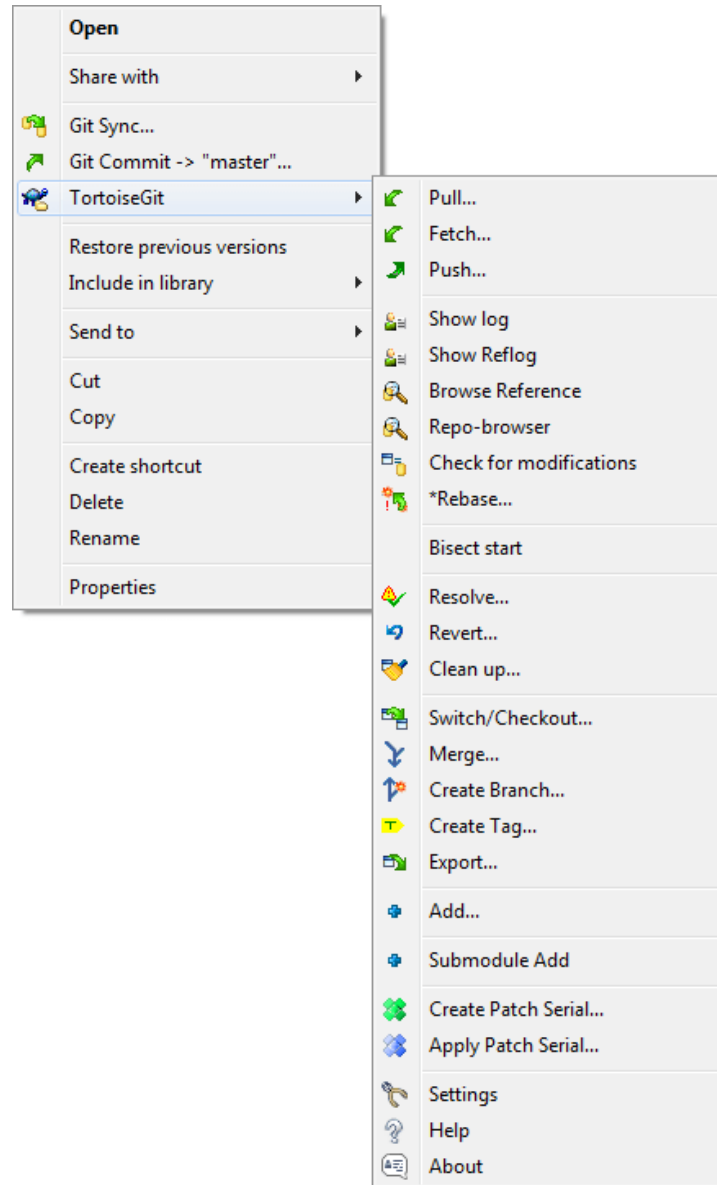 Open
Share with
Git Sync...
Git Commit -> "master"...
TortoiseGit
Restore previous versions
Include in library
Send to
Cut
Copy
Create shortcut
Delete
Rename
Properties
Pull...
Fetch...
Push...
Show log
Show Reflog
Browse Reference
Repo-browser
Check for modifications
*Rebase...
Bisect start
Resolve...
Revert...
Clean up...
Switch/Checkout...
Merge...
Create Branch...
Create Tag...
Export...
Add...
Submodule Add
Create Patch Serial...
Apply Patch Serial...
Settings
Help
About